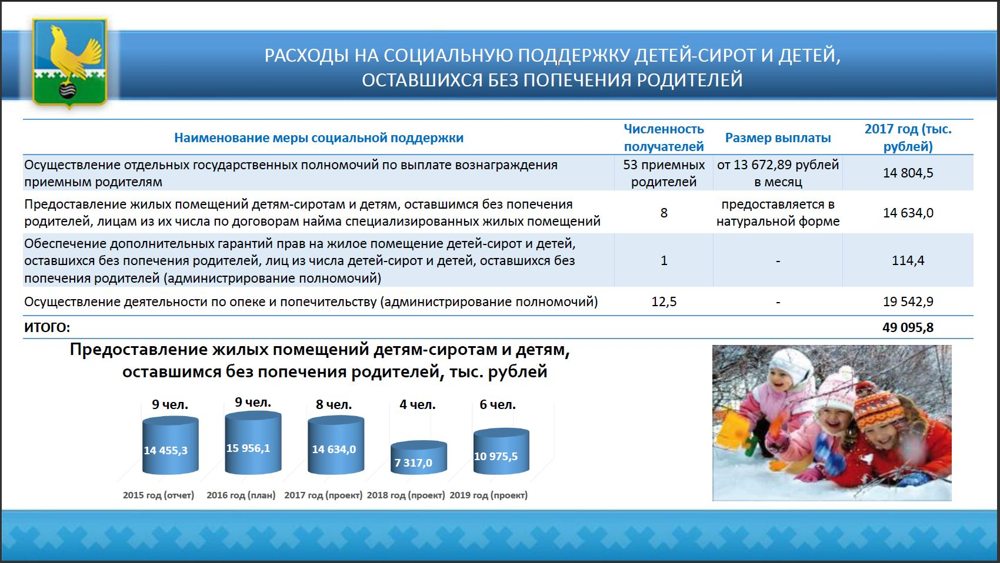 РАСХОДЫ НА СОЦИАЛЬНУЮ ПОДДЕРЖКУ ДЕТЕЙ-СИРОТ И ДЕТЕЙ,
ОСТАВШИХСЯ БЕЗ ПОПЕЧЕНИЯ РОДИТЕЛЕЙ
Наименование меры социальной поддержки
Численность
получателей
Размер выплаты
2017 год (тыс.
рублей)
Осуществление отдельных государственных полномочий по выплате вознаграждения
приемным родителям
53 приемных
родителей
от 13 672,89 рублей
в месяц
14 804,5
Предоставление жилых помещений детям-сиротам и детям, оставшимся без попечения
родителей, лицам из их числа по договорам найма специализированных жилых помещений
8
предоставляется в
натуральной форме
14 634,0
Обеспечение дополнительных гарантий прав на жилое помещение детей-сирот и детей,
оставшихся без попечения родителей, лиц из числа детей-сирот и детей, оставшихся без
попечения родителей (администрирование полномочий)
1
-
114,4
Осуществление деятельности по опеке и попечительству (администрирование полномочий)
12,5
-
19 542,9
ИТОГО:
49 095,8
Предоставление жилых помещений детям-сиротам и детям,
оставшимся без попечения родителей, тыс. рублей
9 чел.
9 чел.
8 чел.
4 чел.
6 чел.
14 455,3
15 956,1
14 634,0
7 317,0
10 975,5
2015 год (отчет)
2016 год (план)
2017 год (проект)
2018 год (проект)
2019 год (проект)